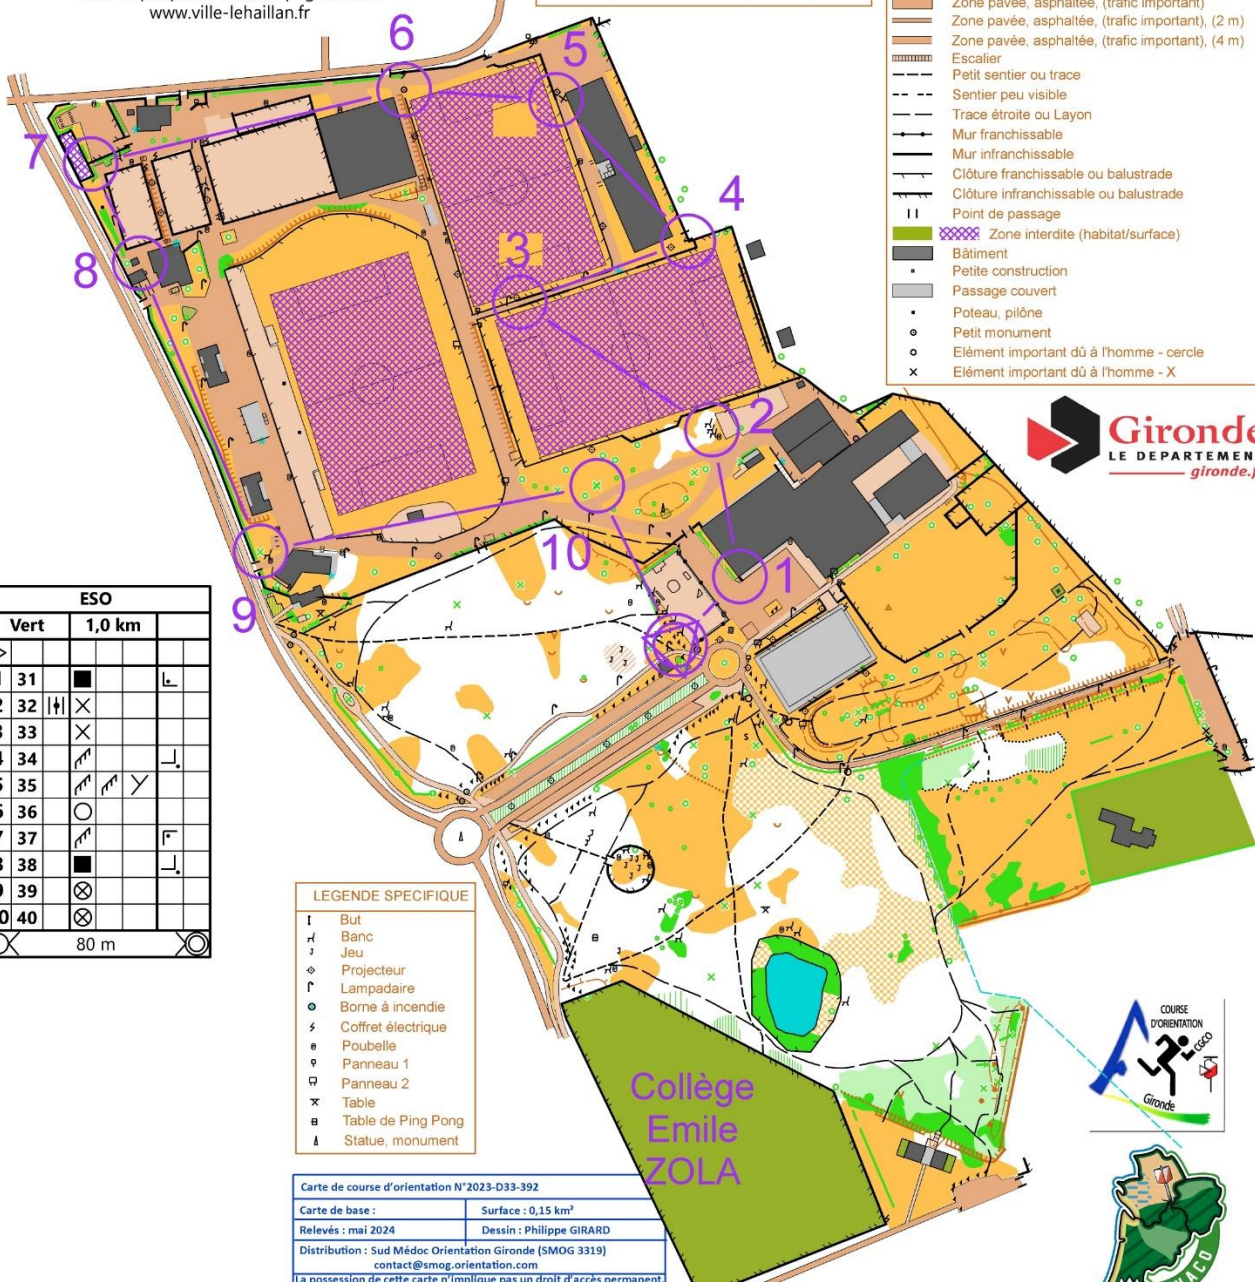 www.ville-lehaillan.fr
Zone pavée, asphaltée, (trafic important)
Zone pavée, asphaltée, (trafic important), (2 m)
Zone pavée, asphaltée, (trafic important), (4 m)
Escalier
Petit sentier ou trace
Sentier peu visible
Trace étroite ou Layon
Mur franchissable
Mur infranchissable
Clôture franchissable ou balustrade
Clôture infranchissable ou balustrade
Point de passage
Zone interdite (habitat/surface)
Bâtiment
Petite construction
Passage couvert
Poteau, pilône
Petit monument
Elément important dû à l'homme - cercle
Elément important dû à l'homme - X
6
5
7
4
3
8
2
10
1
9
Gironde
LE DEPARTEMEN
gironde.f
ESO
Vert 1,0 km
31
32
33
34
35
36
37
38
39
40
80 m
LEGENDE SPECIFIQUE
But
Banc
Jeu
Projecteur
Lampadaire
Borne à incendie
Coffret électrique
Poubelle
Panneau 1
Panneau 2
Table
Table de Ping Pong
Statue, monument
Collège
Emile
ZOLA
COURSE
D'ORIENTATION
CGCO
Gironde
Carte de course d'orientation N°2023-D33-392
Carte de base : Surface : 0,15 km²
Relevés : mai 2024 Dessin : Philippe GIRARD
Distribution : Sud Médoc Orientation Gironde (SMOG 3319)
contact@smog.orientation.com
La possession de cette carte n'implique pas un droit d'accès permanent